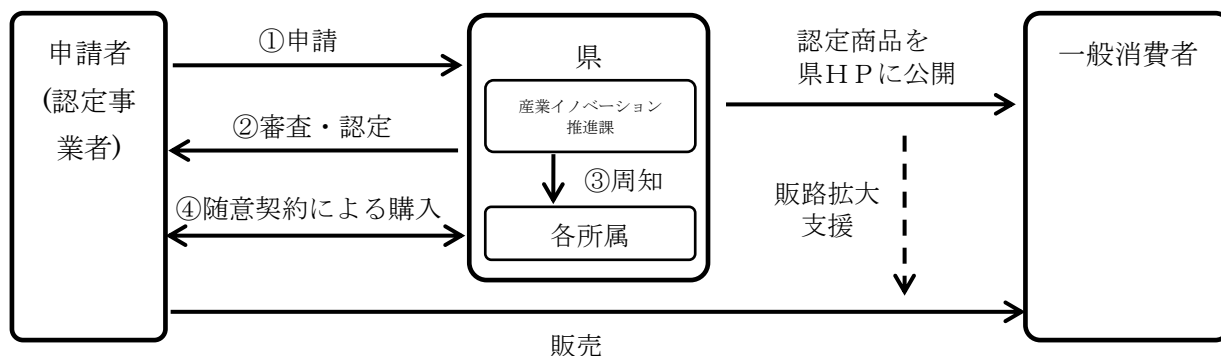 申請者
(認定事
業者)
①申請
②審査・認定
④随意契約による購入
県
産業イノベーション
推進課
③周知
各所属
認定商品を
県ＨＰに公開
販路拡大
支援
一般消費者
販売